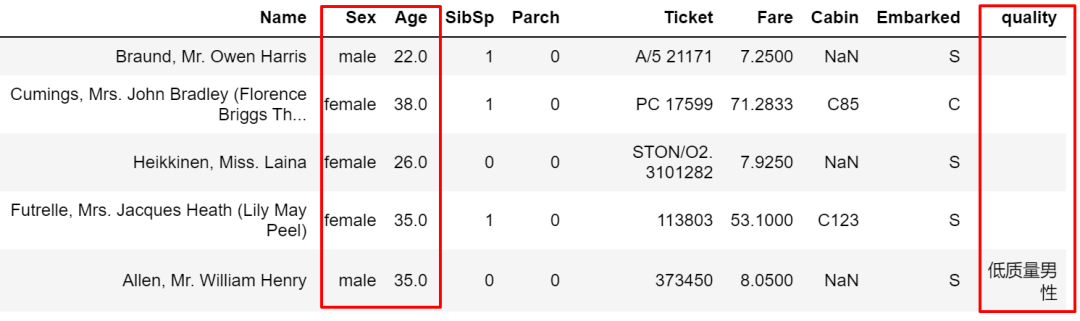 Name Sex Age SibSp Parch Ticket Fare Cabin Embarked quality
Braund, Mr. Owen Harris male 22.0 1 0 A/5 21171 7.2500 NaN S
Cumings, Mrs. John Bradley (Florence
Briggs Th... female 38.0 1 0 PC 17599 71.2833 C85 C
Heikkinen, Miss. Laina female 26.0 0 0 STON/O2.
3101282 7.9250 NaN S
Futrelle, Mrs. Jacques Heath (Lily May
Peel) female 35.0 1 0 113803 53.1000 C123 S
Allen, Mr. William Henry male 35.0 0 0 373450 8.0500 NaN S 低质量男
性